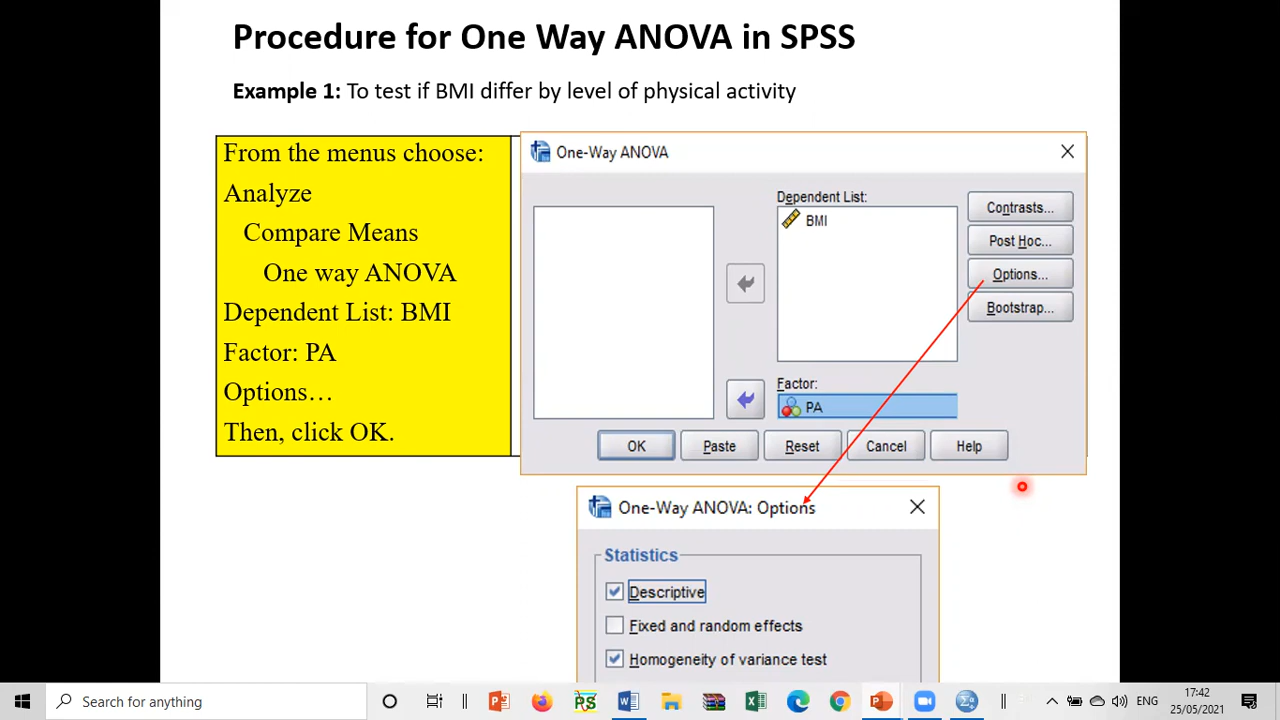 Procedure for One Way ANOVA in SPSS
Example 1: To test if BMI differ by level of physical activity
From the menus choose:
Analyze
Compare Means
One way ANOVA
Dependent List: BMI
Factor: PA
Options…
Then, click OK.
One-Way ANOVA
Dependent List:
BMI
Contrasts...
Post Hoc...
Options...
Bootstrap...
Factor:
PA
OK Paste Reset Cancel Help
One-Way ANOVA: Options
Statistics
Descriptive
Fixed and random effects
Homogeneity of variance test
Search for anything
ENG
17:42
25/05/2021